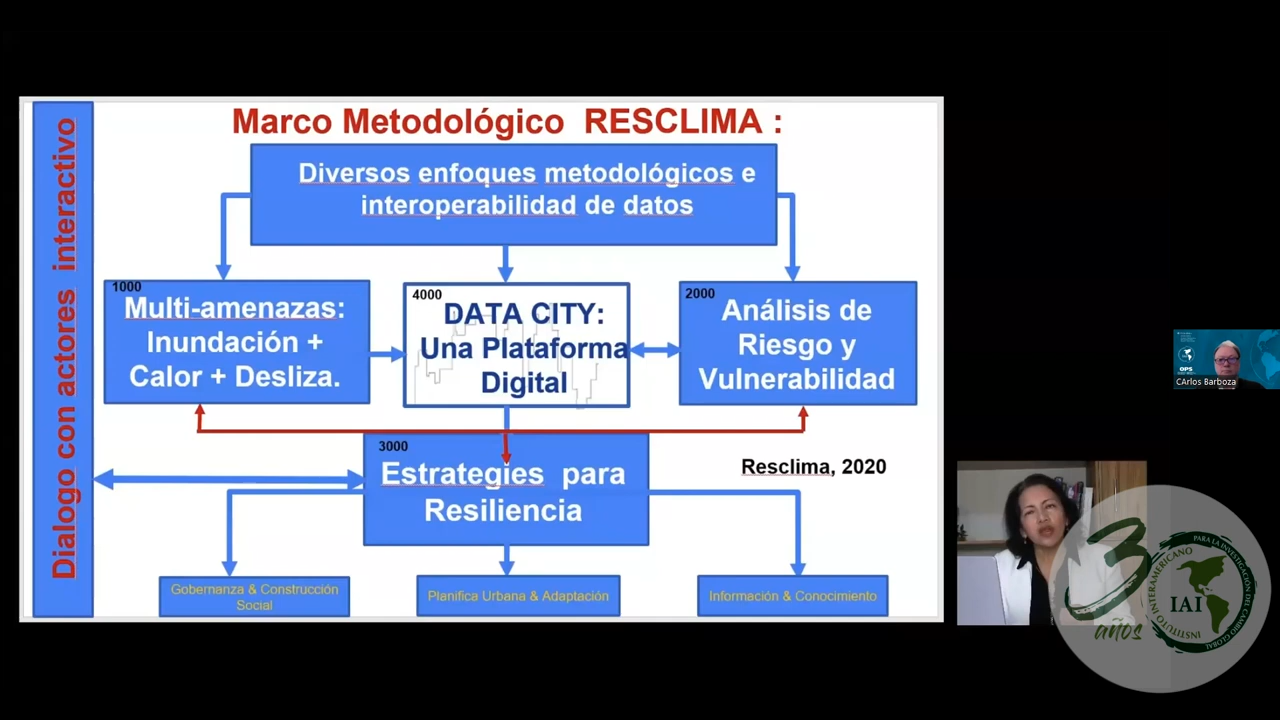 Marco Metodológico RESCLIMA :
Dialogo con actores interactivo
Diversos enfoques metodológicos e
interoperabilidad de datos
1000
Multi-amenazas:
Inundación +
Calor + Desliza.
4000
DATA CITY:
Una Plataforma
Digital
2000
Análisis de
Riesgo y
Vulnerabilidad
3000
Estrategies para
Resiliencia
Resclima, 2020
Gobernanza & Construcción
Social
Planifica Urbana & Adaptación
Información & Conocimiento
OPS
CArlos Barboza
30
años
INSTITUTO INTERAMERICANO
PARA LA INVESTIGACIÓN DEL CAMBIO GLOBAL
IAI